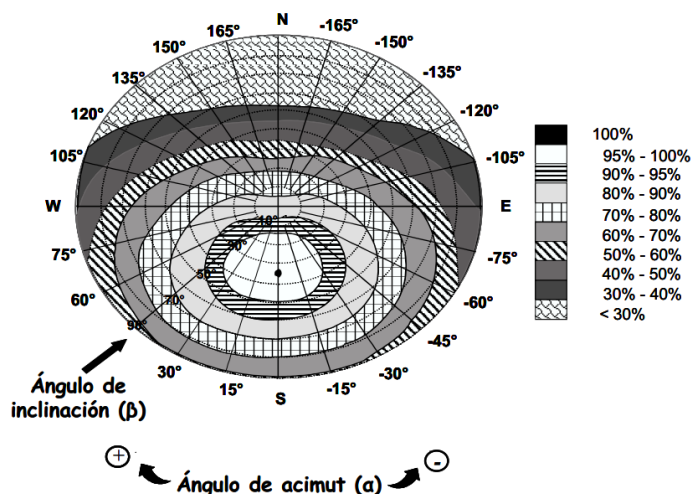 N
165°
-165°
150°
-150°
135°
-135°
120°
-120°
105°
-105°
W
E
75°
-75°
60°
-60°
-45°
30°
-30°
15°
-15°
S
10°
30°
50°
70°
90°
100%
95% - 100%
90% - 95%
80% - 90%
70% - 80%
60% - 70%
50% - 60%
40% - 50%
30% - 40%
< 30%
Ángulo de
inclinación (β)
+
-
Ángulo de acimut (α)